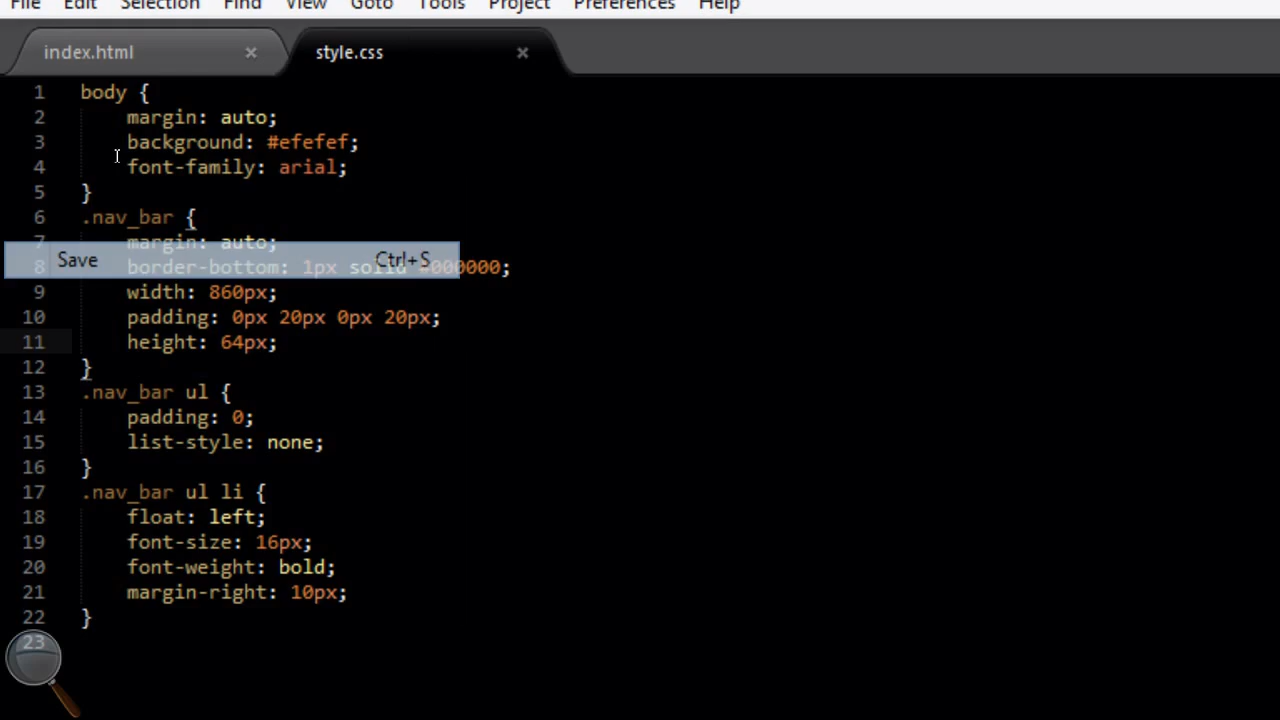 File Edit Selection Find View Goto Tools Project Preferences Help
index.html × style.css ×
1 body {
2 margin: auto;
3 background: #efefef;
4 font-family: arial;
5 }
6 .nav_bar {
7 margin: auto;
Save Ctrl+S
8 border-bottom: 1px solid #000000;
9 width: 860px;
10 padding: 0px 20px 0px 20px;
11 height: 64px;
12 }
13 .nav_bar ul {
14 padding: 0;
15 list-style: none;
16 }
17 .nav_bar ul li {
18 float: left;
19 font-size: 16px;
20 font-weight: bold;
21 margin-right: 10px;
22 }
23